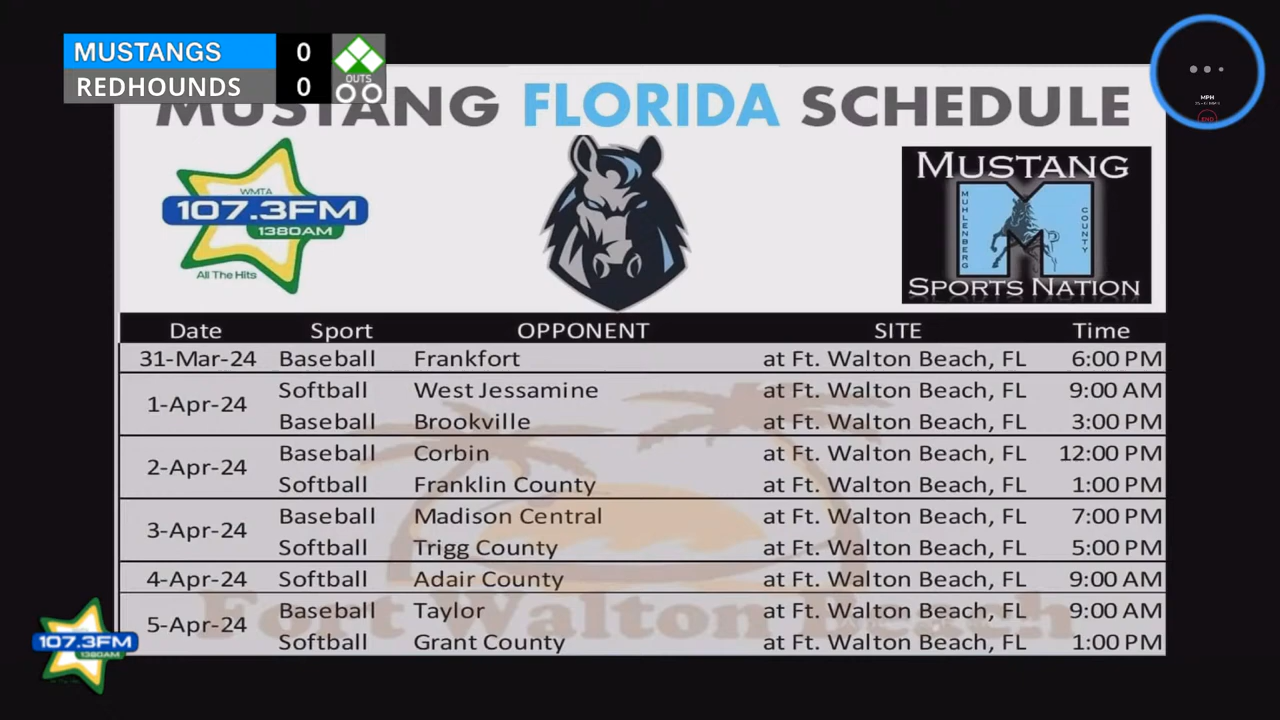 MUSTANGS 0
REDHOUNDS 0
OUTS
MPH
END
MUSTANG FLORIDA SCHEDULE
WMTA
107.3FM
1380AM
All The Hits
MUSTANG
MUHLENBERG
COUNTY
M
SPORTS NATION
Date Sport OPPONENT SITE Time
31-Mar-24 Baseball Frankfort at Ft. Walton Beach, FL 6:00 PM
1-Apr-24 Softball West Jessamine at Ft. Walton Beach, FL 9:00 AM
Baseball Brookville at Ft. Walton Beach, FL 3:00 PM
2-Apr-24 Baseball Corbin at Ft. Walton Beach, FL 12:00 PM
Softball Franklin County at Ft. Walton Beach, FL 1:00 PM
3-Apr-24 Baseball Madison Central at Ft. Walton Beach, FL 7:00 PM
Softball Trigg County at Ft. Walton Beach, FL 5:00 PM
4-Apr-24 Softball Adair County at Ft. Walton Beach, FL 9:00 AM
5-Apr-24 Baseball Taylor at Ft. Walton Beach, FL 9:00 AM
Softball Grant County at Ft. Walton Beach, FL 1:00 PM
Fort Walton Beach
107.3FM
1380AM